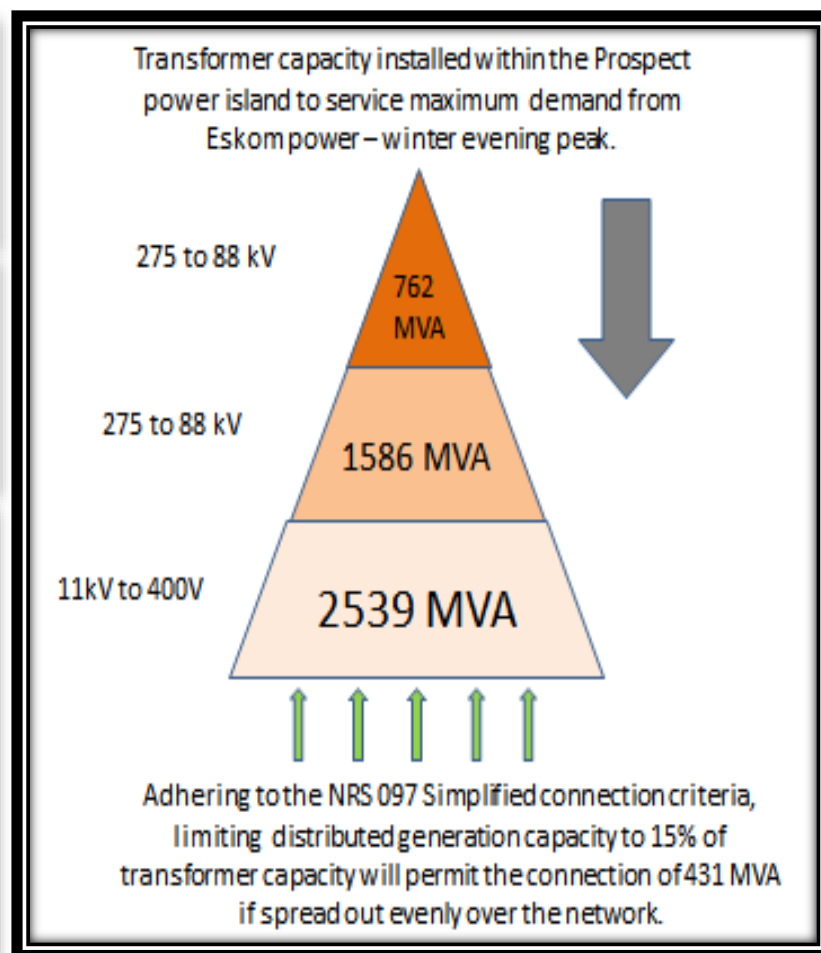 Transformer capacity installed within the Prospect
power island to service maximum demand from
Eskom power – winter evening peak.
275 to 88 kV
762
MVA
275 to 88 kV
1586 MVA
11kV to 400V
2539 MVA
Adhering to the NRS 097 Simplified connection criteria,
limiting distributed generation capacity to 15% of
transformer capacity will permit the connection of 431 MVA
if spread out evenly over the network.